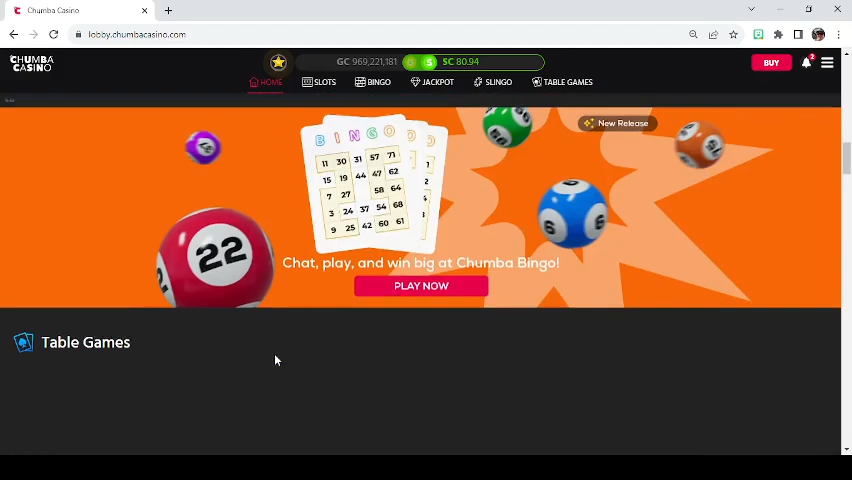 Chumba Casino
lobby.chumbacasino.com
CHUMBA
CASINO
GC 969,221,181
S
SC 80.94
BUY
2
HOME
SLOTS
BINGO
JACKPOT
SLINGO
TABLE GAMES
New Release
BINGO
11 30 31 57 71
15 19 44 47 62
7 27 58 64
3 24 37 54 68
9 25 42 60 61
22
6
6
Chat, play, and win big at Chumba Bingo!
PLAY NOW
Table Games